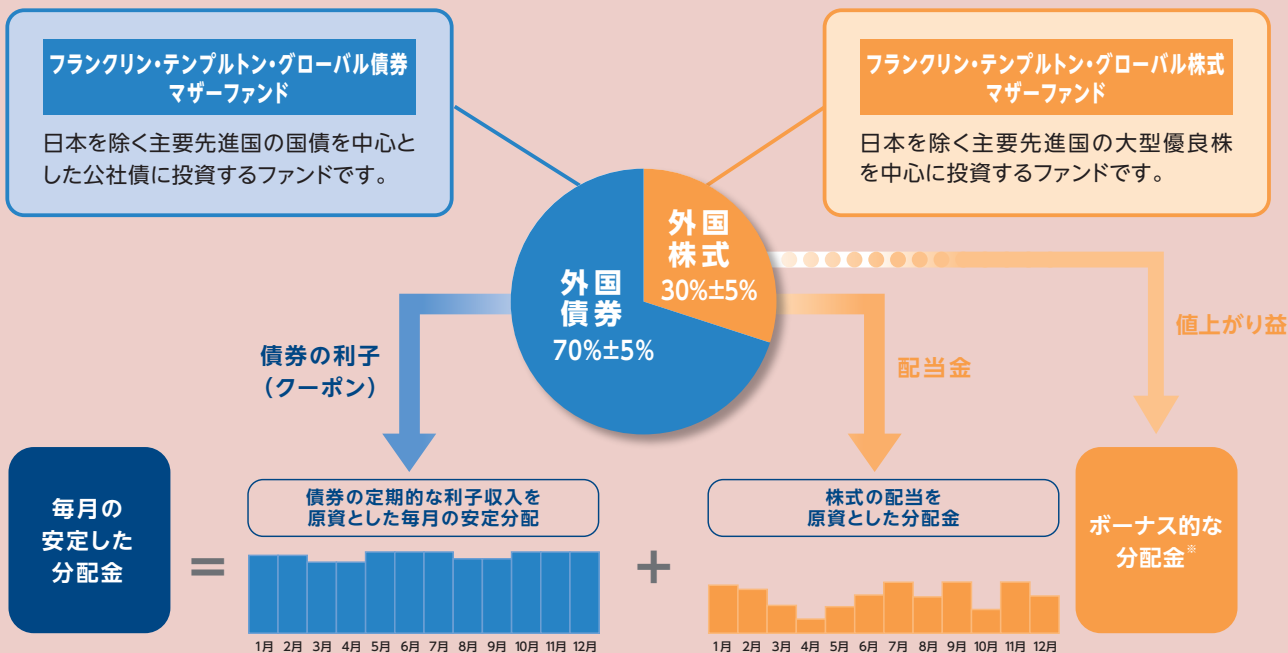 フランクリン・テンプルトン・グローバル債券
マザーファンド
日本を除く主要先進国の国債を中心と
した公社債に投資するファンドです。
フランクリン・テンプルトン・グローバル株式
マザーファンド
日本を除く主要先進国の大型優良株
を中心に投資するファンドです。
外国
株式
30%±5%
外国
債券
70%±5%
債券の利子
（クーポン）
配当金
値上がり益
毎月の
安定した
分配金
=
債券の定期的な利子収入を
原資とした毎月の安定分配
1月 2月 3月 4月 5月 6月 7月 8月 9月 10月 11月 12月
+
株式の配当を
原資とした分配金
1月 2月 3月 4月 5月 6月 7月 8月 9月 10月 11月 12月
ボーナス的な
分配金※